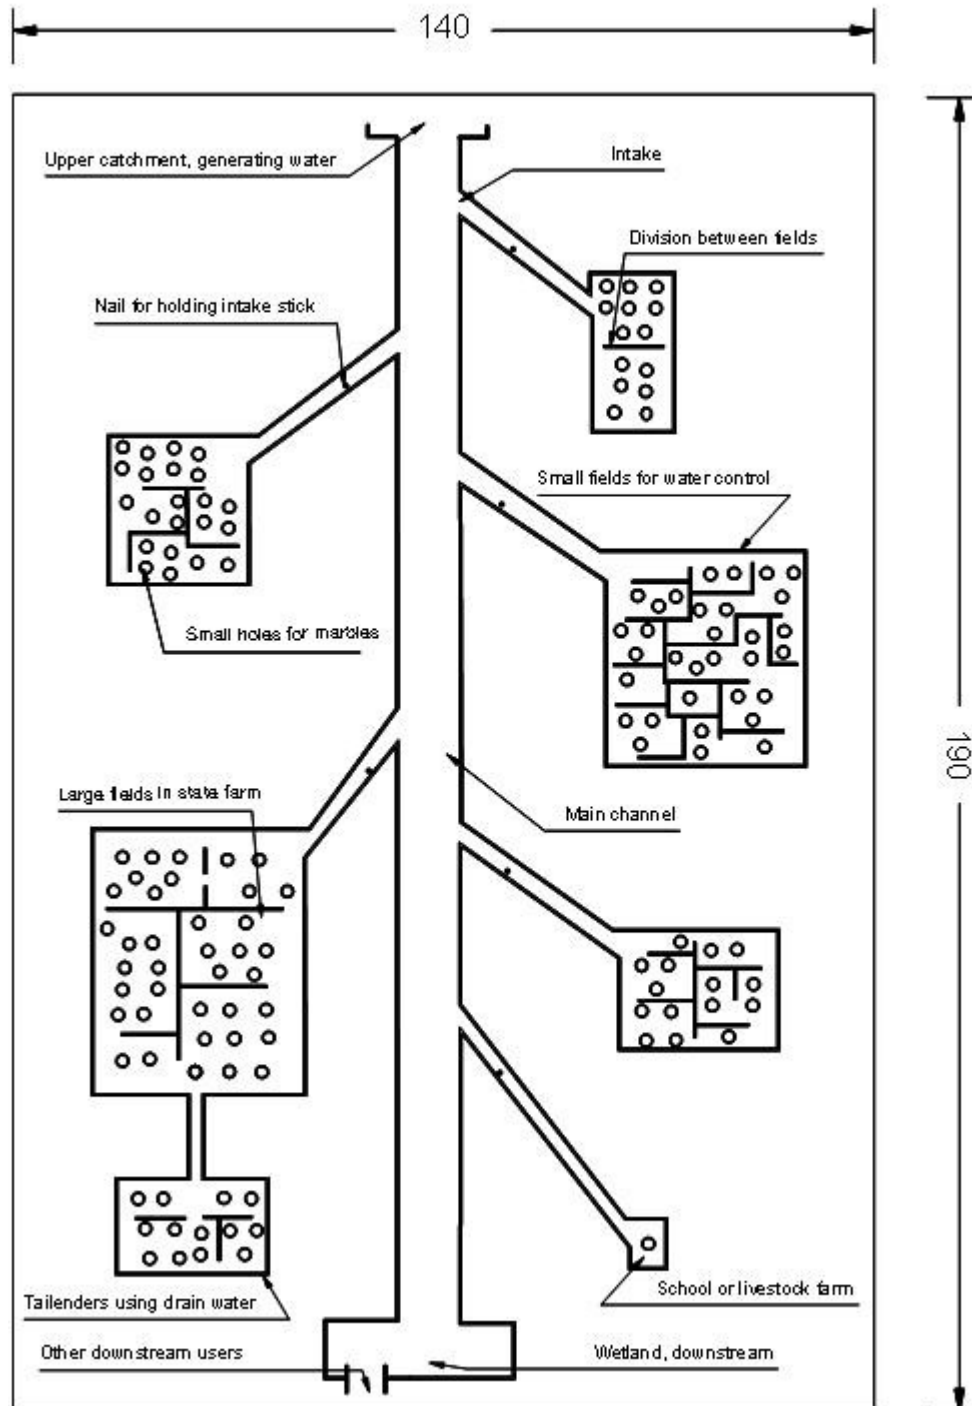 140
Upper catchment, generating water
Intake
Division between fields
Nail for holding intake stick
Small fields for water control
Small holes for marbles
190
Large fields in state farm
Main channel
School or livestock farm
Tailenders using drain water
Other downstream users
Wetland, downstream